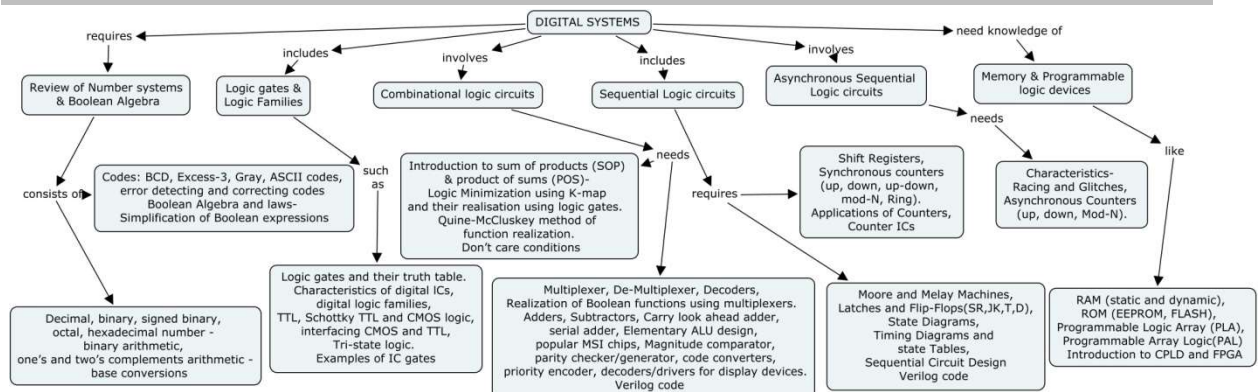 DIGITAL SYSTEMS
requires
includes
involves
includes
involves
need knowledge of
Review of Number systems
& Boolean Algebra
Logic gates &
Logic Families
Combinational logic circuits
Sequential Logic circuits
Asynchronous Sequential
Logic circuits
Memory & Programmable
logic devices
consists of
such
as
needs
requires
needs
like
Codes: BCD, Excess-3, Gray, ASCII codes,
error detecting and correcting codes
Boolean Algebra and laws-
Simplification of Boolean expressions
Introduction to sum of products (SOP)
& product of sums (POS)-
Logic Minimization using K-map
and their realisation using logic gates.
Quine-McCluskey method of
function realization.
Don't care conditions
Shift Registers,
Synchronous counters
(up, down, up-down,
mod-N, Ring).
Applications of Counters,
Counter ICs
Characteristics-
Racing and Glitches,
Asynchronous Counters
(up, down, Mod-N).
Decimal, binary, signed binary,
octal, hexadecimal number -
binary arithmetic,
one's and two's complements arithmetic -
base conversions
Logic gates and their truth table.
Characteristics of digital ICs,
digital logic families,
TTL, Schottky TTL and CMOS logic,
interfacing CMOS and TTL,
Tri-state logic.
Examples of IC gates
Multiplexer, De-Multiplexer, Decoders,
Realization of Boolean functions using multiplexers.
Adders, Subtractors, Carry look ahead adder,
serial adder, Elementary ALU design,
popular MSI chips, Magnitude comparator,
parity checker/generator, code converters,
priority encoder, decoders/drivers for display devices.
Verilog code
Moore and Melay Machines,
Latches and Flip-Flops(SR,JK,T,D),
State Diagrams,
Timing Diagrams and
state Tables,
Sequential Circuit Design
Verilog code
RAM (static and dynamic),
ROM (EEPROM, FLASH),
Programmable Logic Array (PLA),
Programmable Array Logic(PAL)
Introduction to CPLD and FPGA